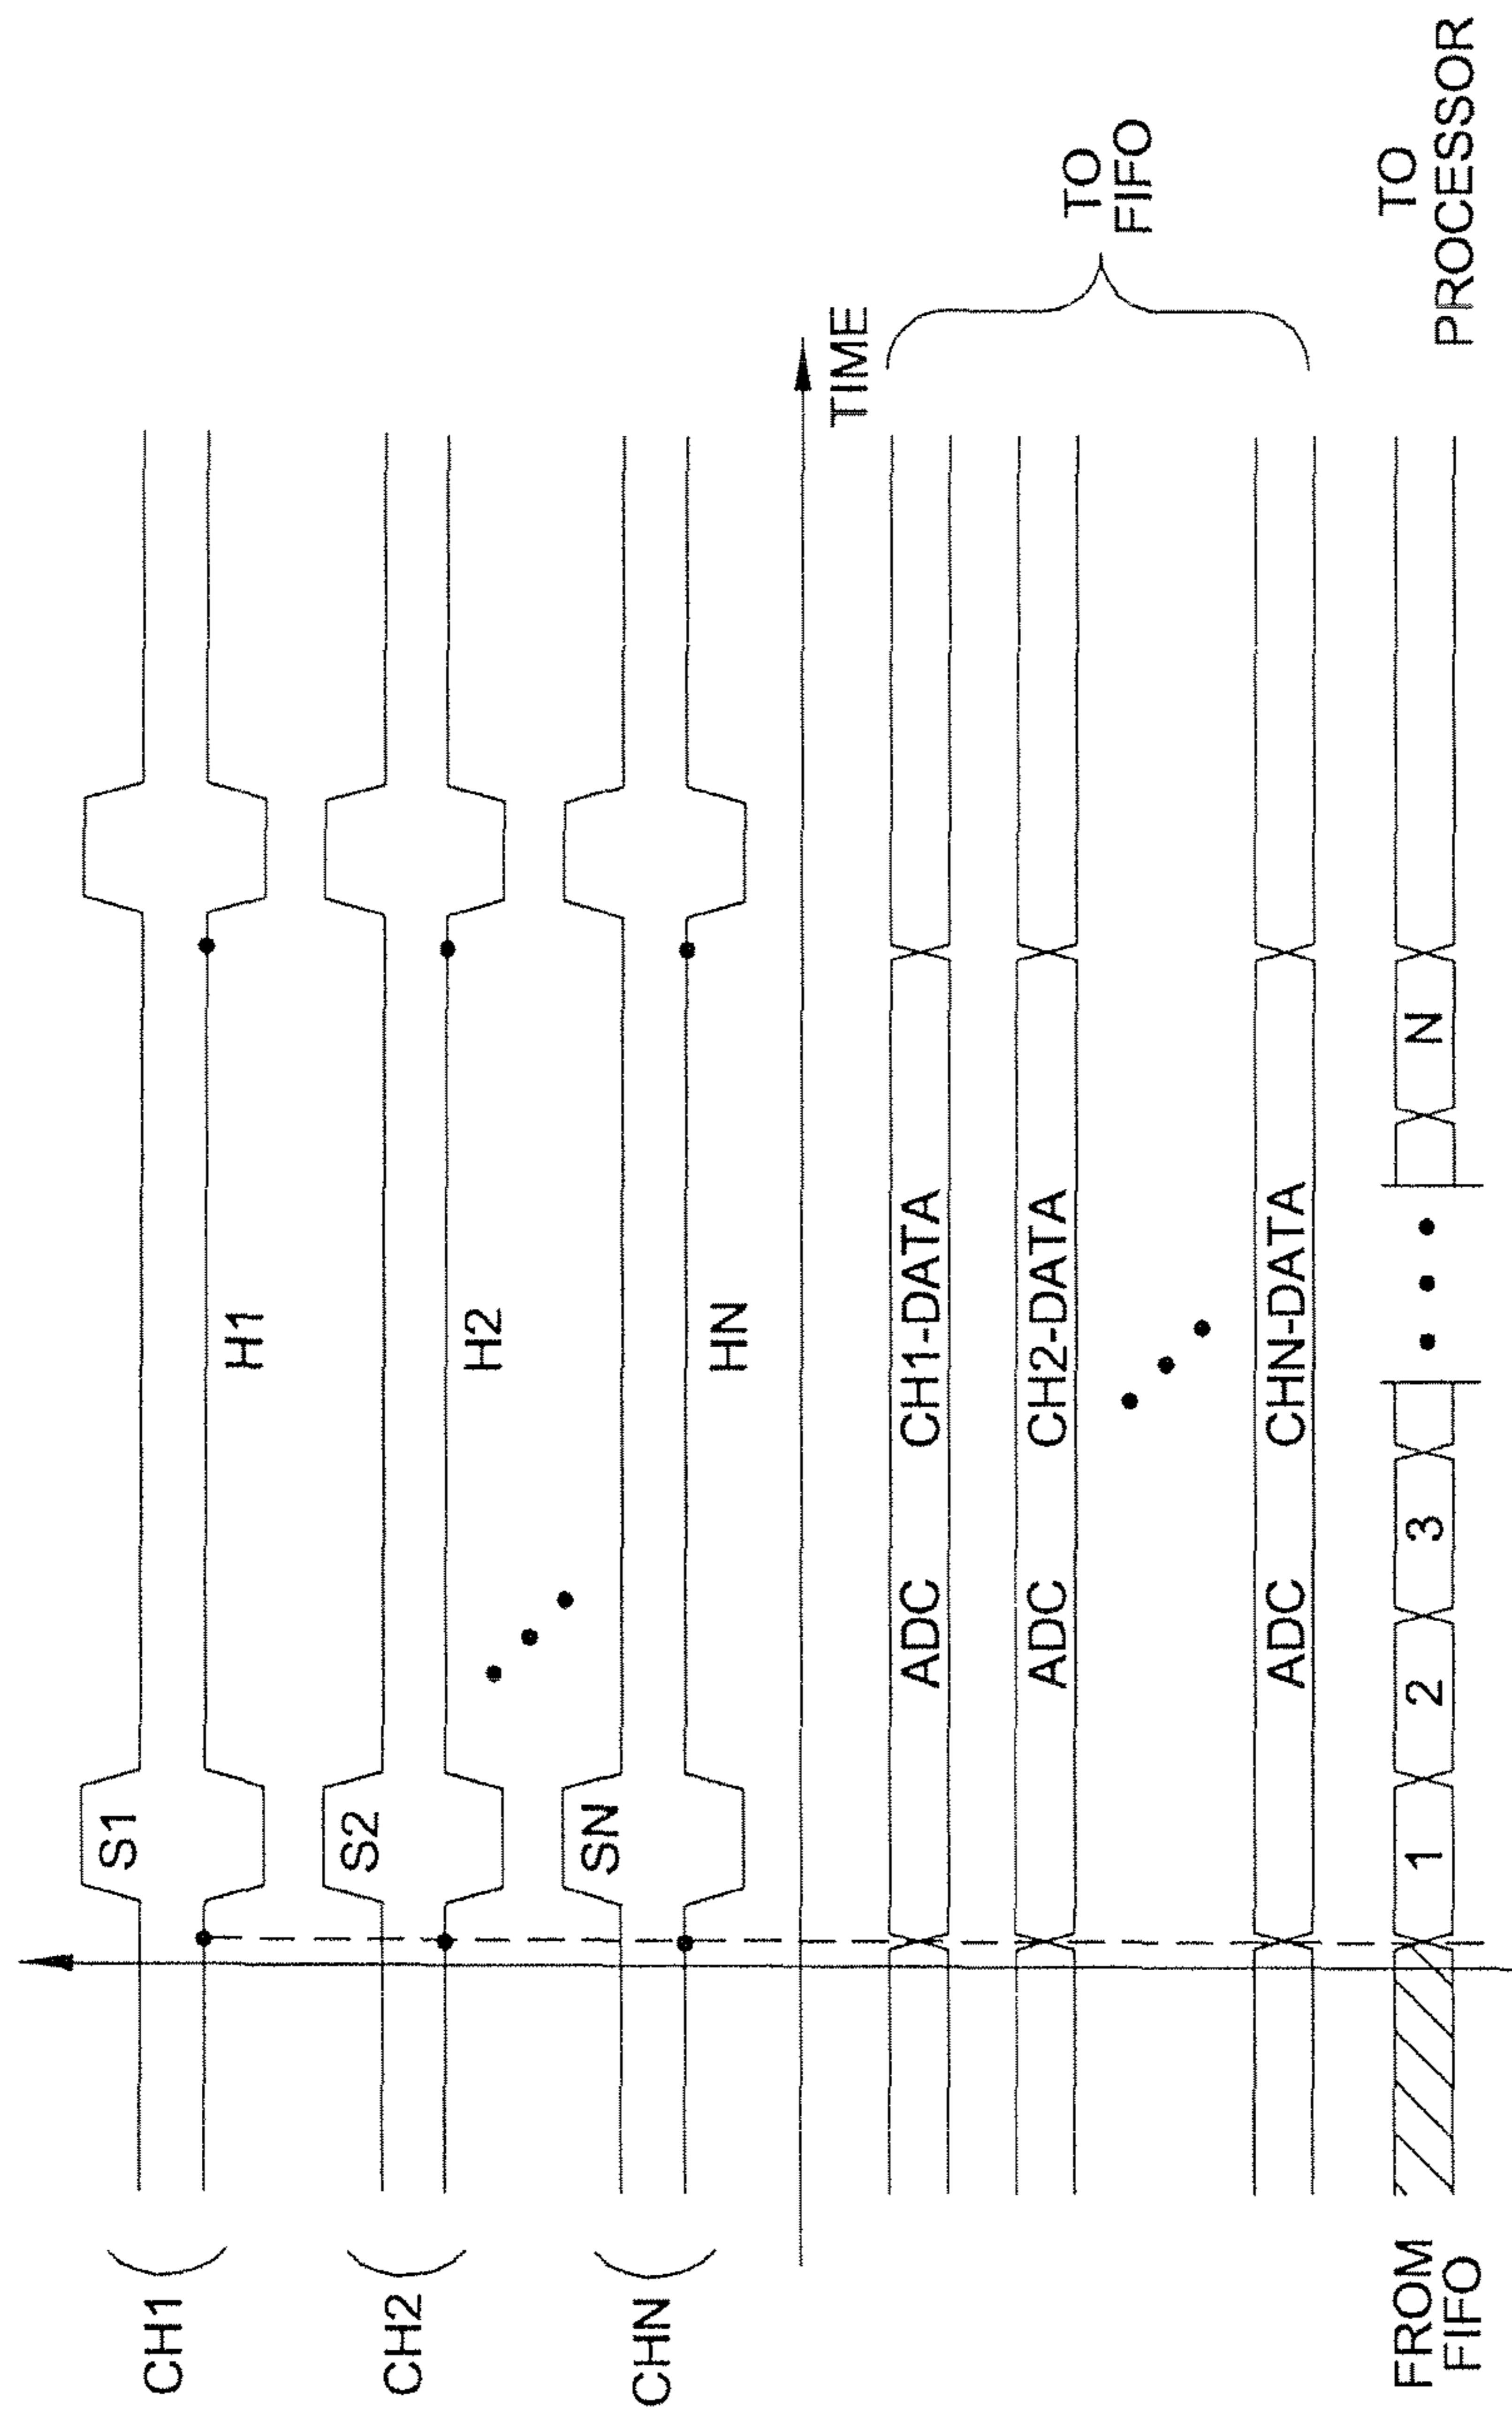 CH1
S1
H1
CH2
S2
H2
CHN
SN
HN
TIME
ADC CH1-DATA
ADC CH2-DATA
ADC CHN-DATA
TO
FIFO
FROM
FIFO
1 2 3 N
TO
PROCESSOR